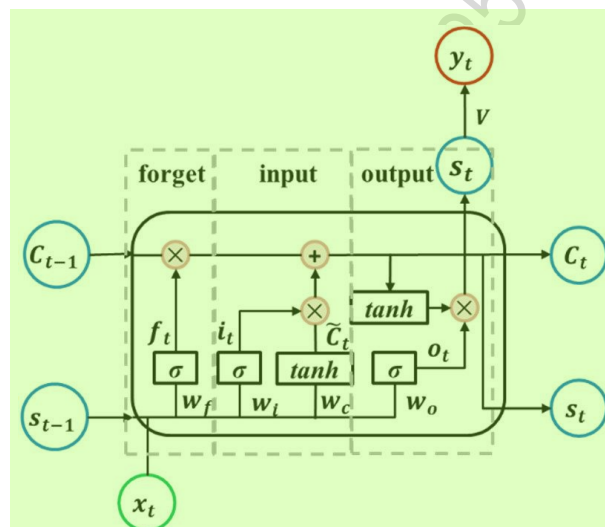 y_t
V
s_t
forget input output
C_{t-1} × + C_t
f_t i_t × C̃_t tanh ×
σ σ tanh σ o_t
s_{t-1} w_f w_i w_c w_o s_t
x_t